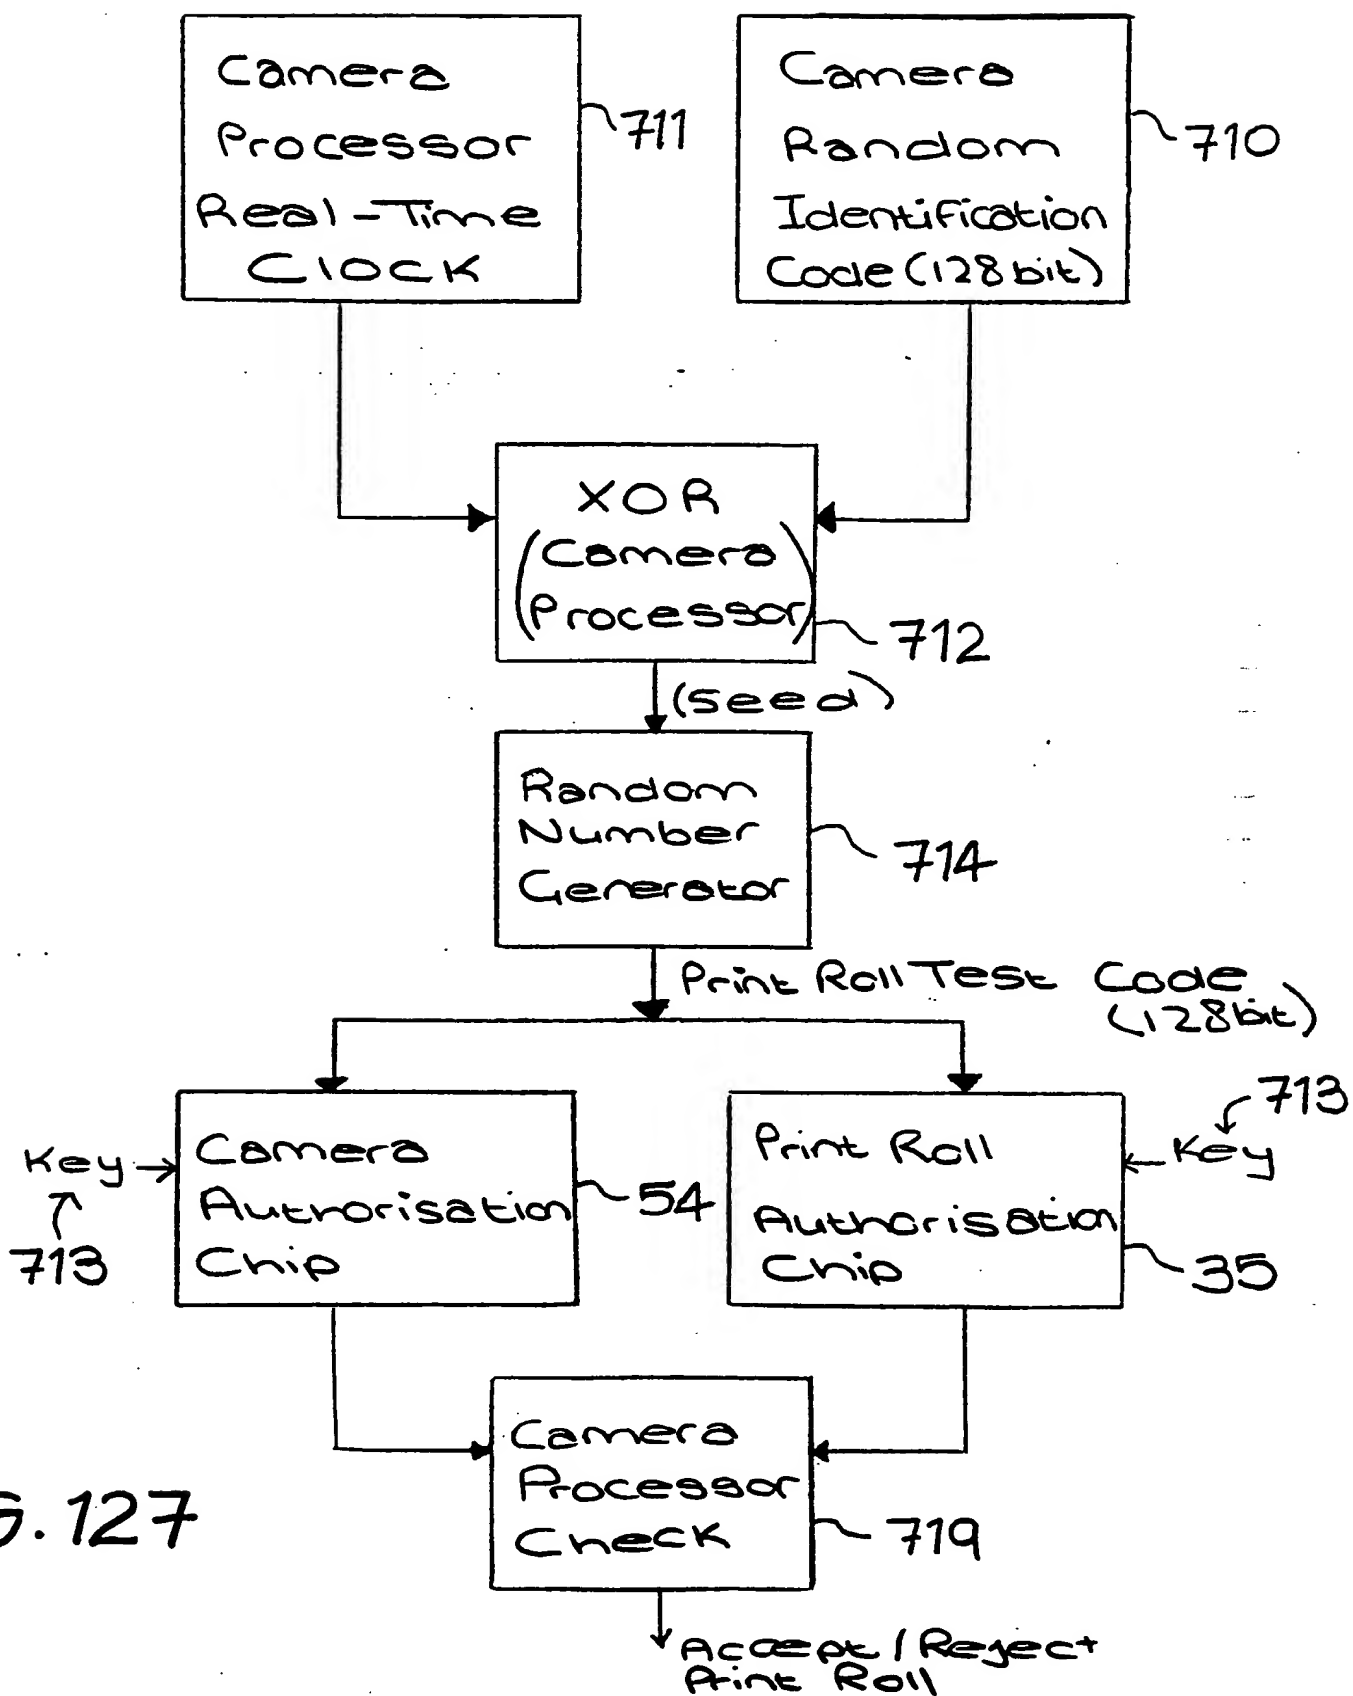 Camera
Processor
Real-Time
Clock
711
Camera
Random
Identification
Code (128 bit)
710
XOR
(Camera
Processor)
712
(seed)
Random
Number
Generator
714
Print Roll Test Code
(128 bit)
Key
713
Camera
Authorisation
Chip
54
Print Roll
Authorisation
Chip
35
713
Key
Camera
Processor
Check
719
G. 127
Accept / Reject
Print Roll